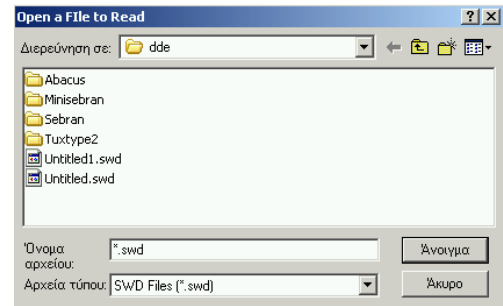 Open a FIle to Read
Διερεύνηση σε: dde
Abacus
Minisebran
Sebran
Tuxtype2
Untitled1.swd
Untitled.swd
Όνομα αρχείου: *.swd Άνοιγμα
Αρχεία τύπου: SWD Files (*.swd) Άκυρο